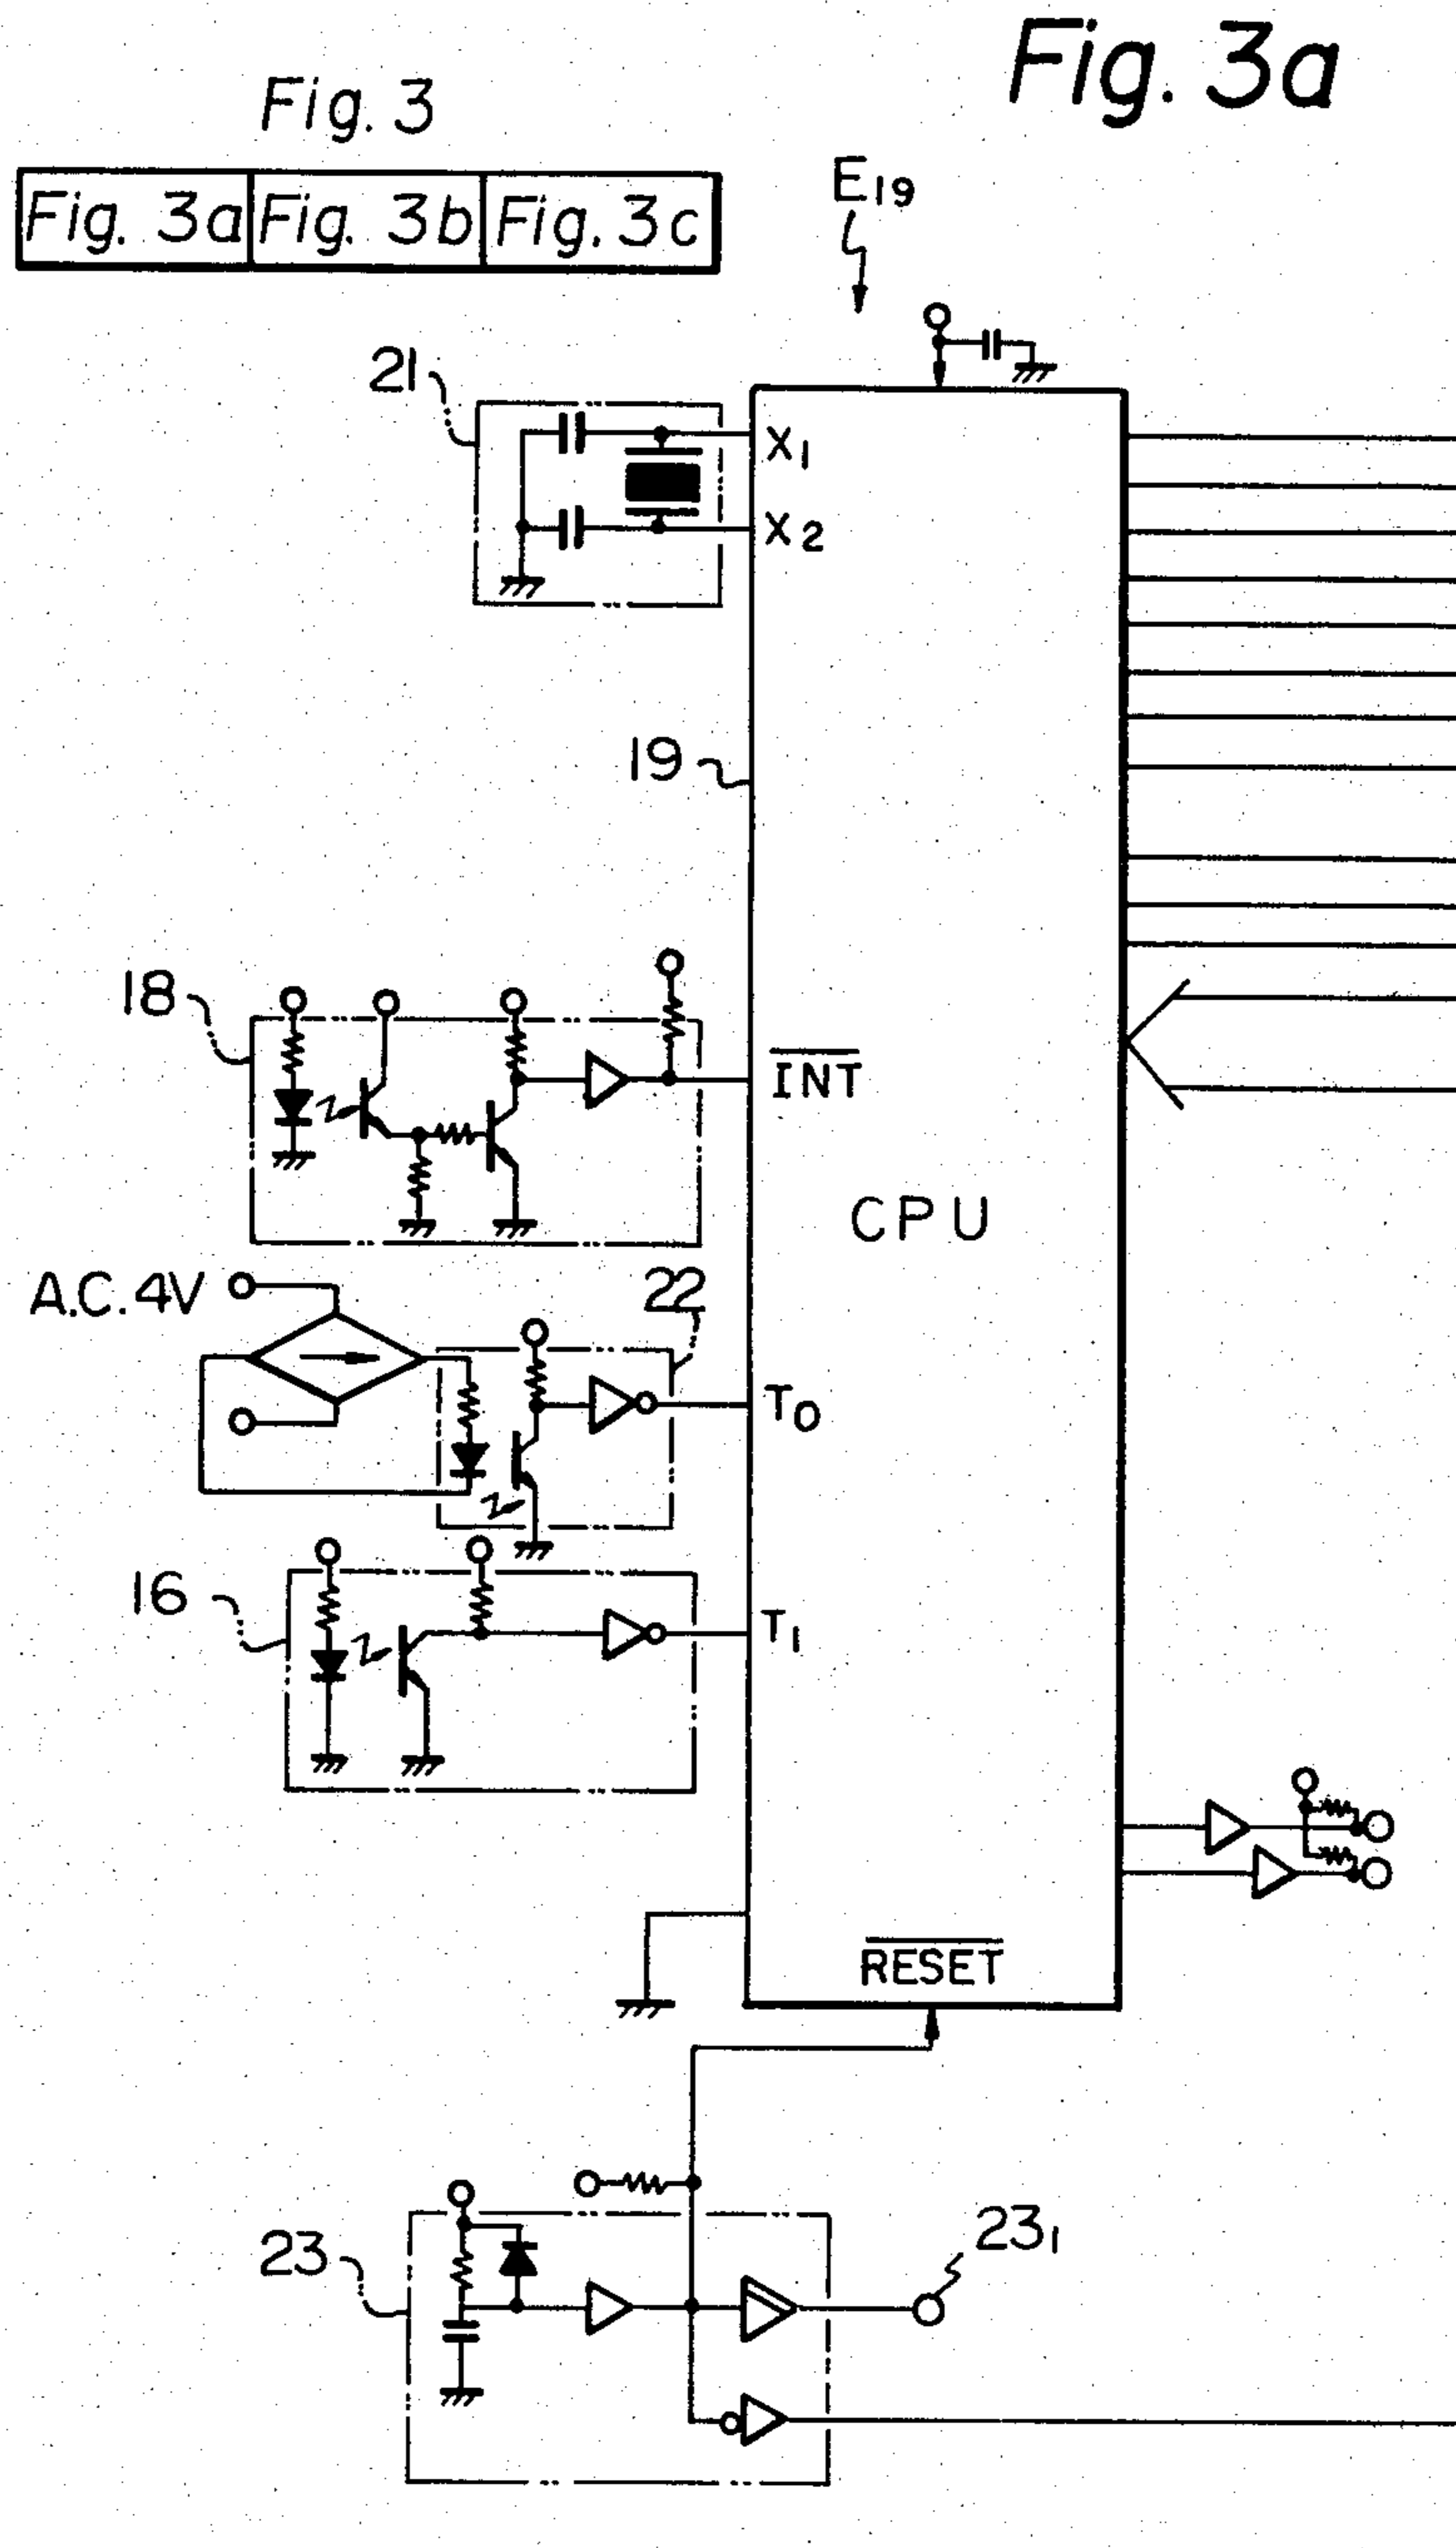 Fig. 3a
Fig. 3
Fig. 3a Fig. 3b Fig. 3c
E19
21
X1
X2
19
18
INT
CPU
A.C. 4V
22
T0
16
T1
RESET
23
231